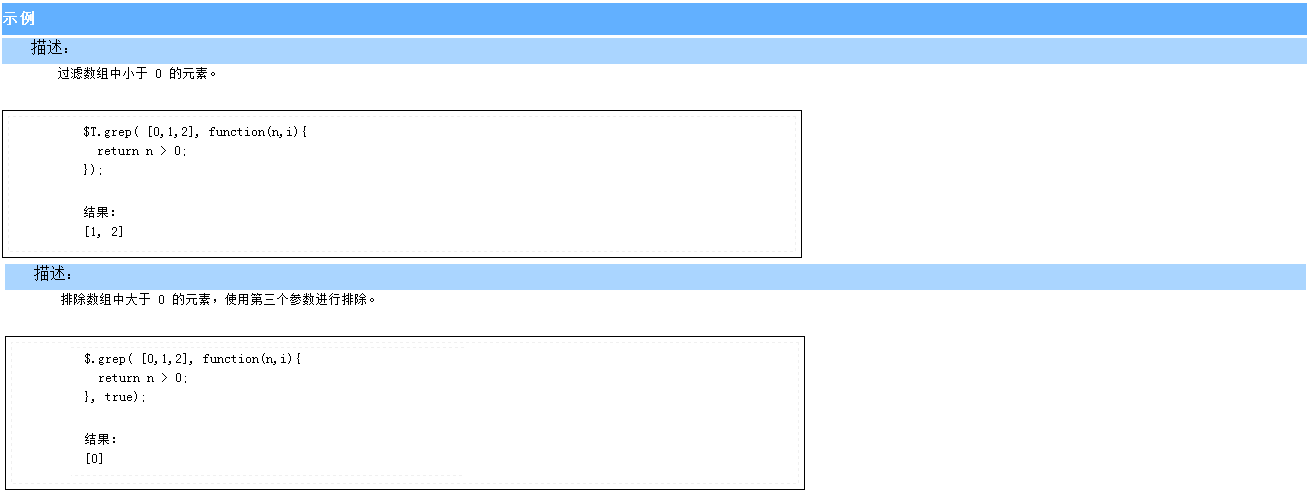 示例
描述：
过滤数组中小于 0 的元素。
$T.grep( [0,1,2], function(n,i){
  return n > 0;
});
结果：
[1, 2]
描述：
排除数组中大于 0 的元素，使用第三个参数进行排除。
$.grep( [0,1,2], function(n,i){
  return n > 0;
}, true);
结果：
[0]